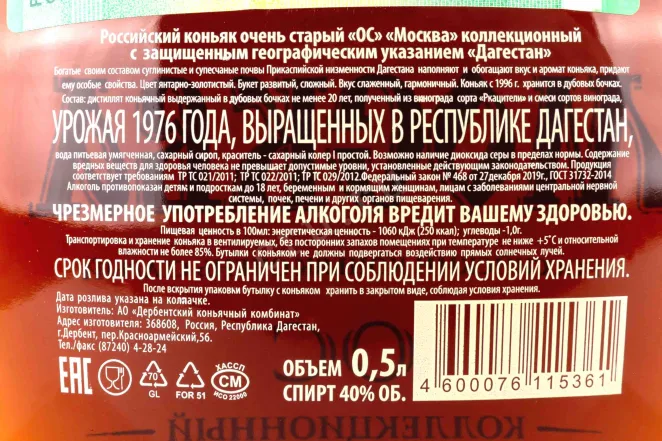 Российский коньяк очень старый «ОС» «Москва» коллекционный
с защищенным географическим указанием «Дагестан»
Богатые своим составом суглинистые и супесчаные почвы Прикаспийской низменности Дагестана наполняют и обогащают вкус и аромат коньяка, придают
ему особые свойства. Цвет янтарно-золотистый. Букет развитый, сложный. Вкус слаженный, гармоничный. Коньяк с 1996 г. хранится в дубовых бочках.
Состав: дистиллят коньячный выдержанный в дубовых бочках не менее 20 лет, полученный из винограда сорта «Ркацители» и смеси сортов винограда,
УРОЖАЯ 1976 ГОДА, ВЫРАЩЕННЫХ В РЕСПУБЛИКЕ ДАГЕСТАН,
вода питьевая умягченная, сахарный сироп, краситель - сахарный колер I простой. Возможно наличие диоксида серы в пределах нормы. Содержание
вредных веществ для здоровья человека не превышает допустимые уровни, установленные действующим законодательством. Продукция
соответствует требованиям ТР ТС 021/2011; ТР ТС 022/2011; ТР ТС 029/2012.Федеральный закон № 468 от 27декабря 2019г., ГОСТ 31732-2014
Алкоголь противопоказан детям и подросткам до 18 лет, беременным и кормящим женщинам, лицам с заболеваниями центральной нервной
системы, почек, печени и других органов пищеварения.
ЧРЕЗМЕРНОЕ УПОТРЕБЛЕНИЕ АЛКОГОЛЯ ВРЕДИТ ВАШЕМУ ЗДОРОВЬЮ.
Пищевая ценность в 100мл: энергетическая ценность - 1060 кДж (250 ккал); углеводы -1,0г.
Транспортировка и хранение коньяка в вентилируемых, без посторонних запахов помещениях при температуре не ниже +5°С и относительной
влажности не более 85%. Бутылки с коньяком не должны подвергаться воздействию прямых солнечных лучей.
СРОК ГОДНОСТИ НЕ ОГРАНИЧЕН ПРИ СОБЛЮДЕНИИ УСЛОВИЙ ХРАНЕНИЯ.
После вскрытия упаковки бутылку с коньяком хранить в закрытом виде, соблюдая условия хранения.
Дата розлива указана на колпачке.
Изготовитель: АО «Дербентский коньячный комбинат»
Адрес изготовителя: 368608, Россия, Республика Дагестан,
г.Дербент, пер.Красноармейский,56.
Тел./факс (87240) 4-28-24
ЕАС
70
GL
FOR 51
ХАССП
СМ
ИСО 22000
ОБЪЕМ 0,5л
СПИРТ 40% ОБ.
4 600076 115361
КОЛЛЕКЦИОННЫЙ